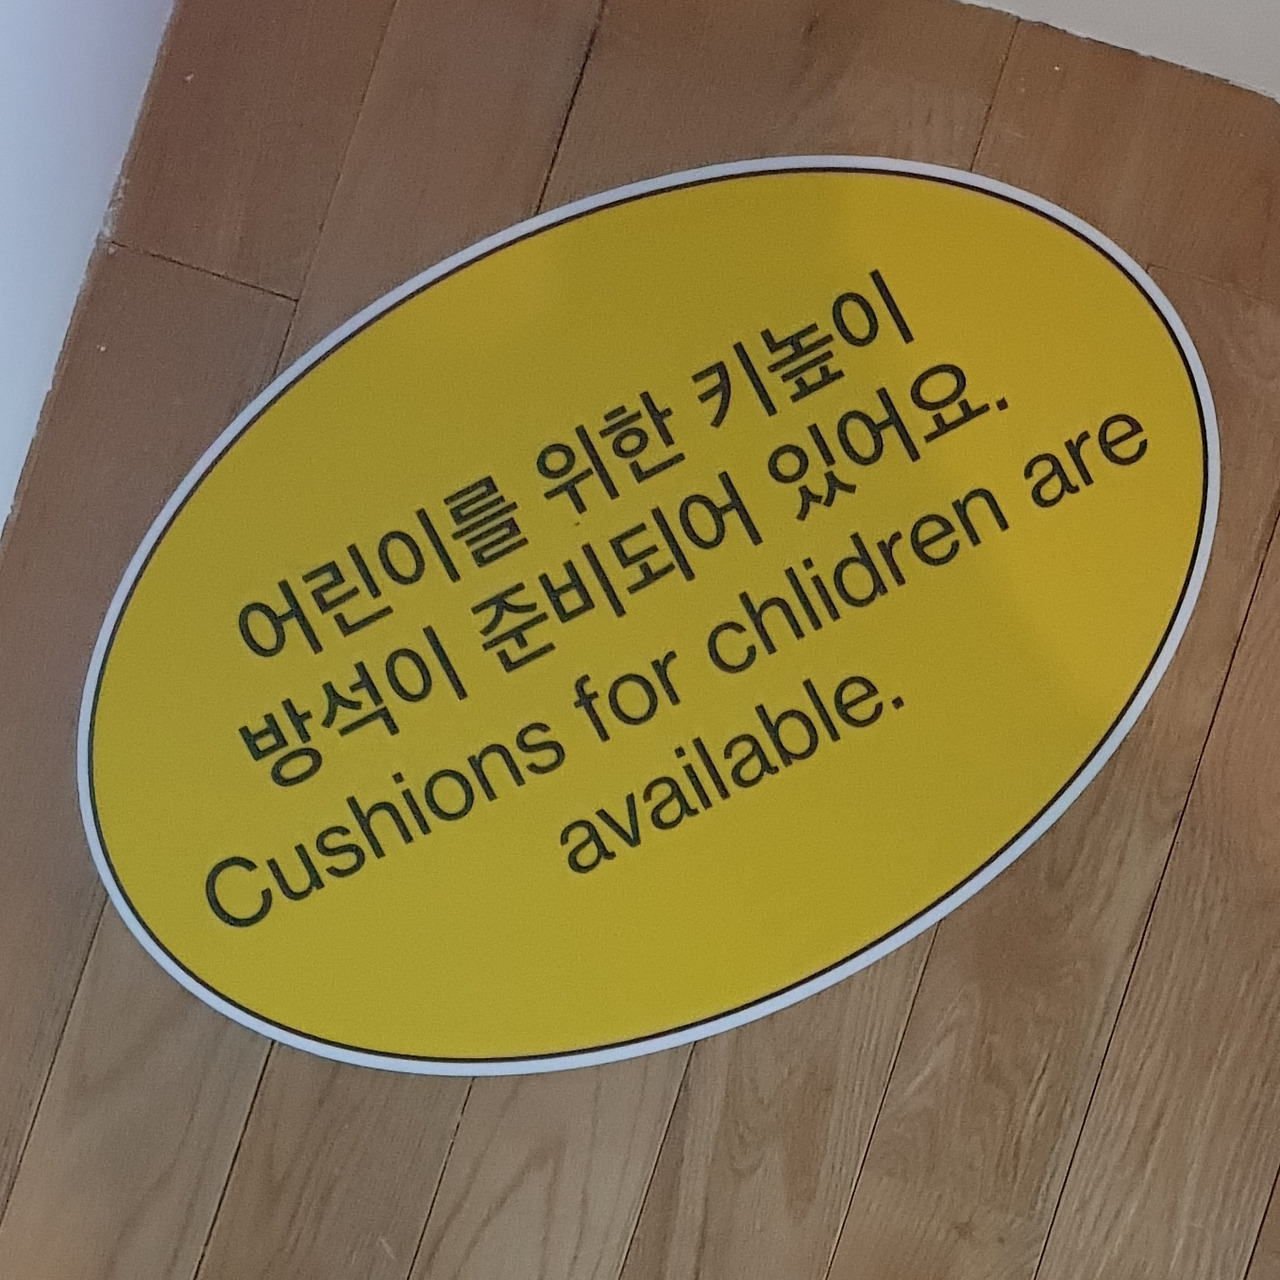 어린이를 위한 키높이
방석이 준비되어 있어요.
Cushions for chlidren are
available.